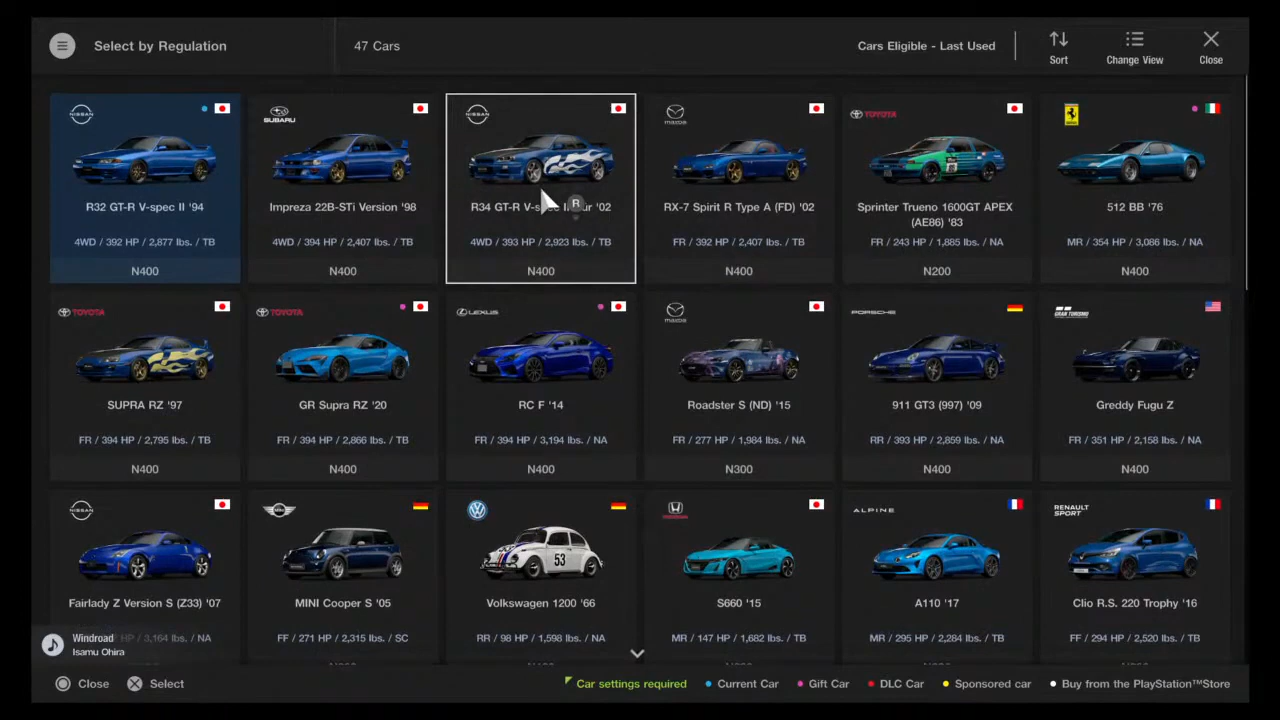 Select by Regulation
47 Cars
Cars Eligible - Last Used
Sort
Change View
Close
NISSAN
R32 GT-R V-spec II '94
4WD / 392 HP / 2,877 lbs. / TB
N400
SUBARU
Impreza 22B-STi Version '98
4WD / 394 HP / 2,407 lbs. / TB
N400
NISSAN
R34 GT-R V-spec II ur '02
4WD / 393 HP / 2,923 lbs. / TB
N400
R
mazda
RX-7 Spirit R Type A (FD) '02
FR / 392 HP / 2,407 lbs. / TB
N400
TOYOTA
Sprinter Trueno 1600GT APEX
(AE86) '83
FR / 243 HP / 1,885 lbs. / NA
N200
512 BB '76
MR / 354 HP / 3,086 lbs. / NA
N400
TOYOTA
SUPRA RZ '97
FR / 394 HP / 2,795 lbs. / TB
N400
TOYOTA
GR Supra RZ '20
FR / 394 HP / 2,866 lbs. / TB
N400
LEXUS
RC F '14
FR / 394 HP / 3,194 lbs. / NA
N400
mazda
Roadster S (ND) '15
FR / 277 HP / 1,984 lbs. / NA
N300
PORSCHE
911 GT3 (997) '09
RR / 393 HP / 2,859 lbs. / NA
N400
GRAN TURISMO
Greddy Fugu Z
FR / 351 HP / 2,158 lbs. / NA
N400
NISSAN
Fairlady Z Version S (Z33) '07
HP / 3,164 lbs. / NA
MINI
MINI Cooper S '05
FF / 271 HP / 2,315 lbs. / SC
53
Volkswagen 1200 '66
RR / 98 HP / 1,598 lbs. / NA
HONDA
S660 '15
MR / 147 HP / 1,682 lbs. / TB
ALPINE
A110 '17
MR / 295 HP / 2,284 lbs. / TB
RENAULT
SPORT
Clio R.S. 220 Trophy '16
FF / 294 HP / 2,520 lbs. / TB
Windroad
Isamu Ohira
Close
Select
Car settings required
Current Car
Gift Car
DLC Car
Sponsored car
Buy from the PlayStation™Store